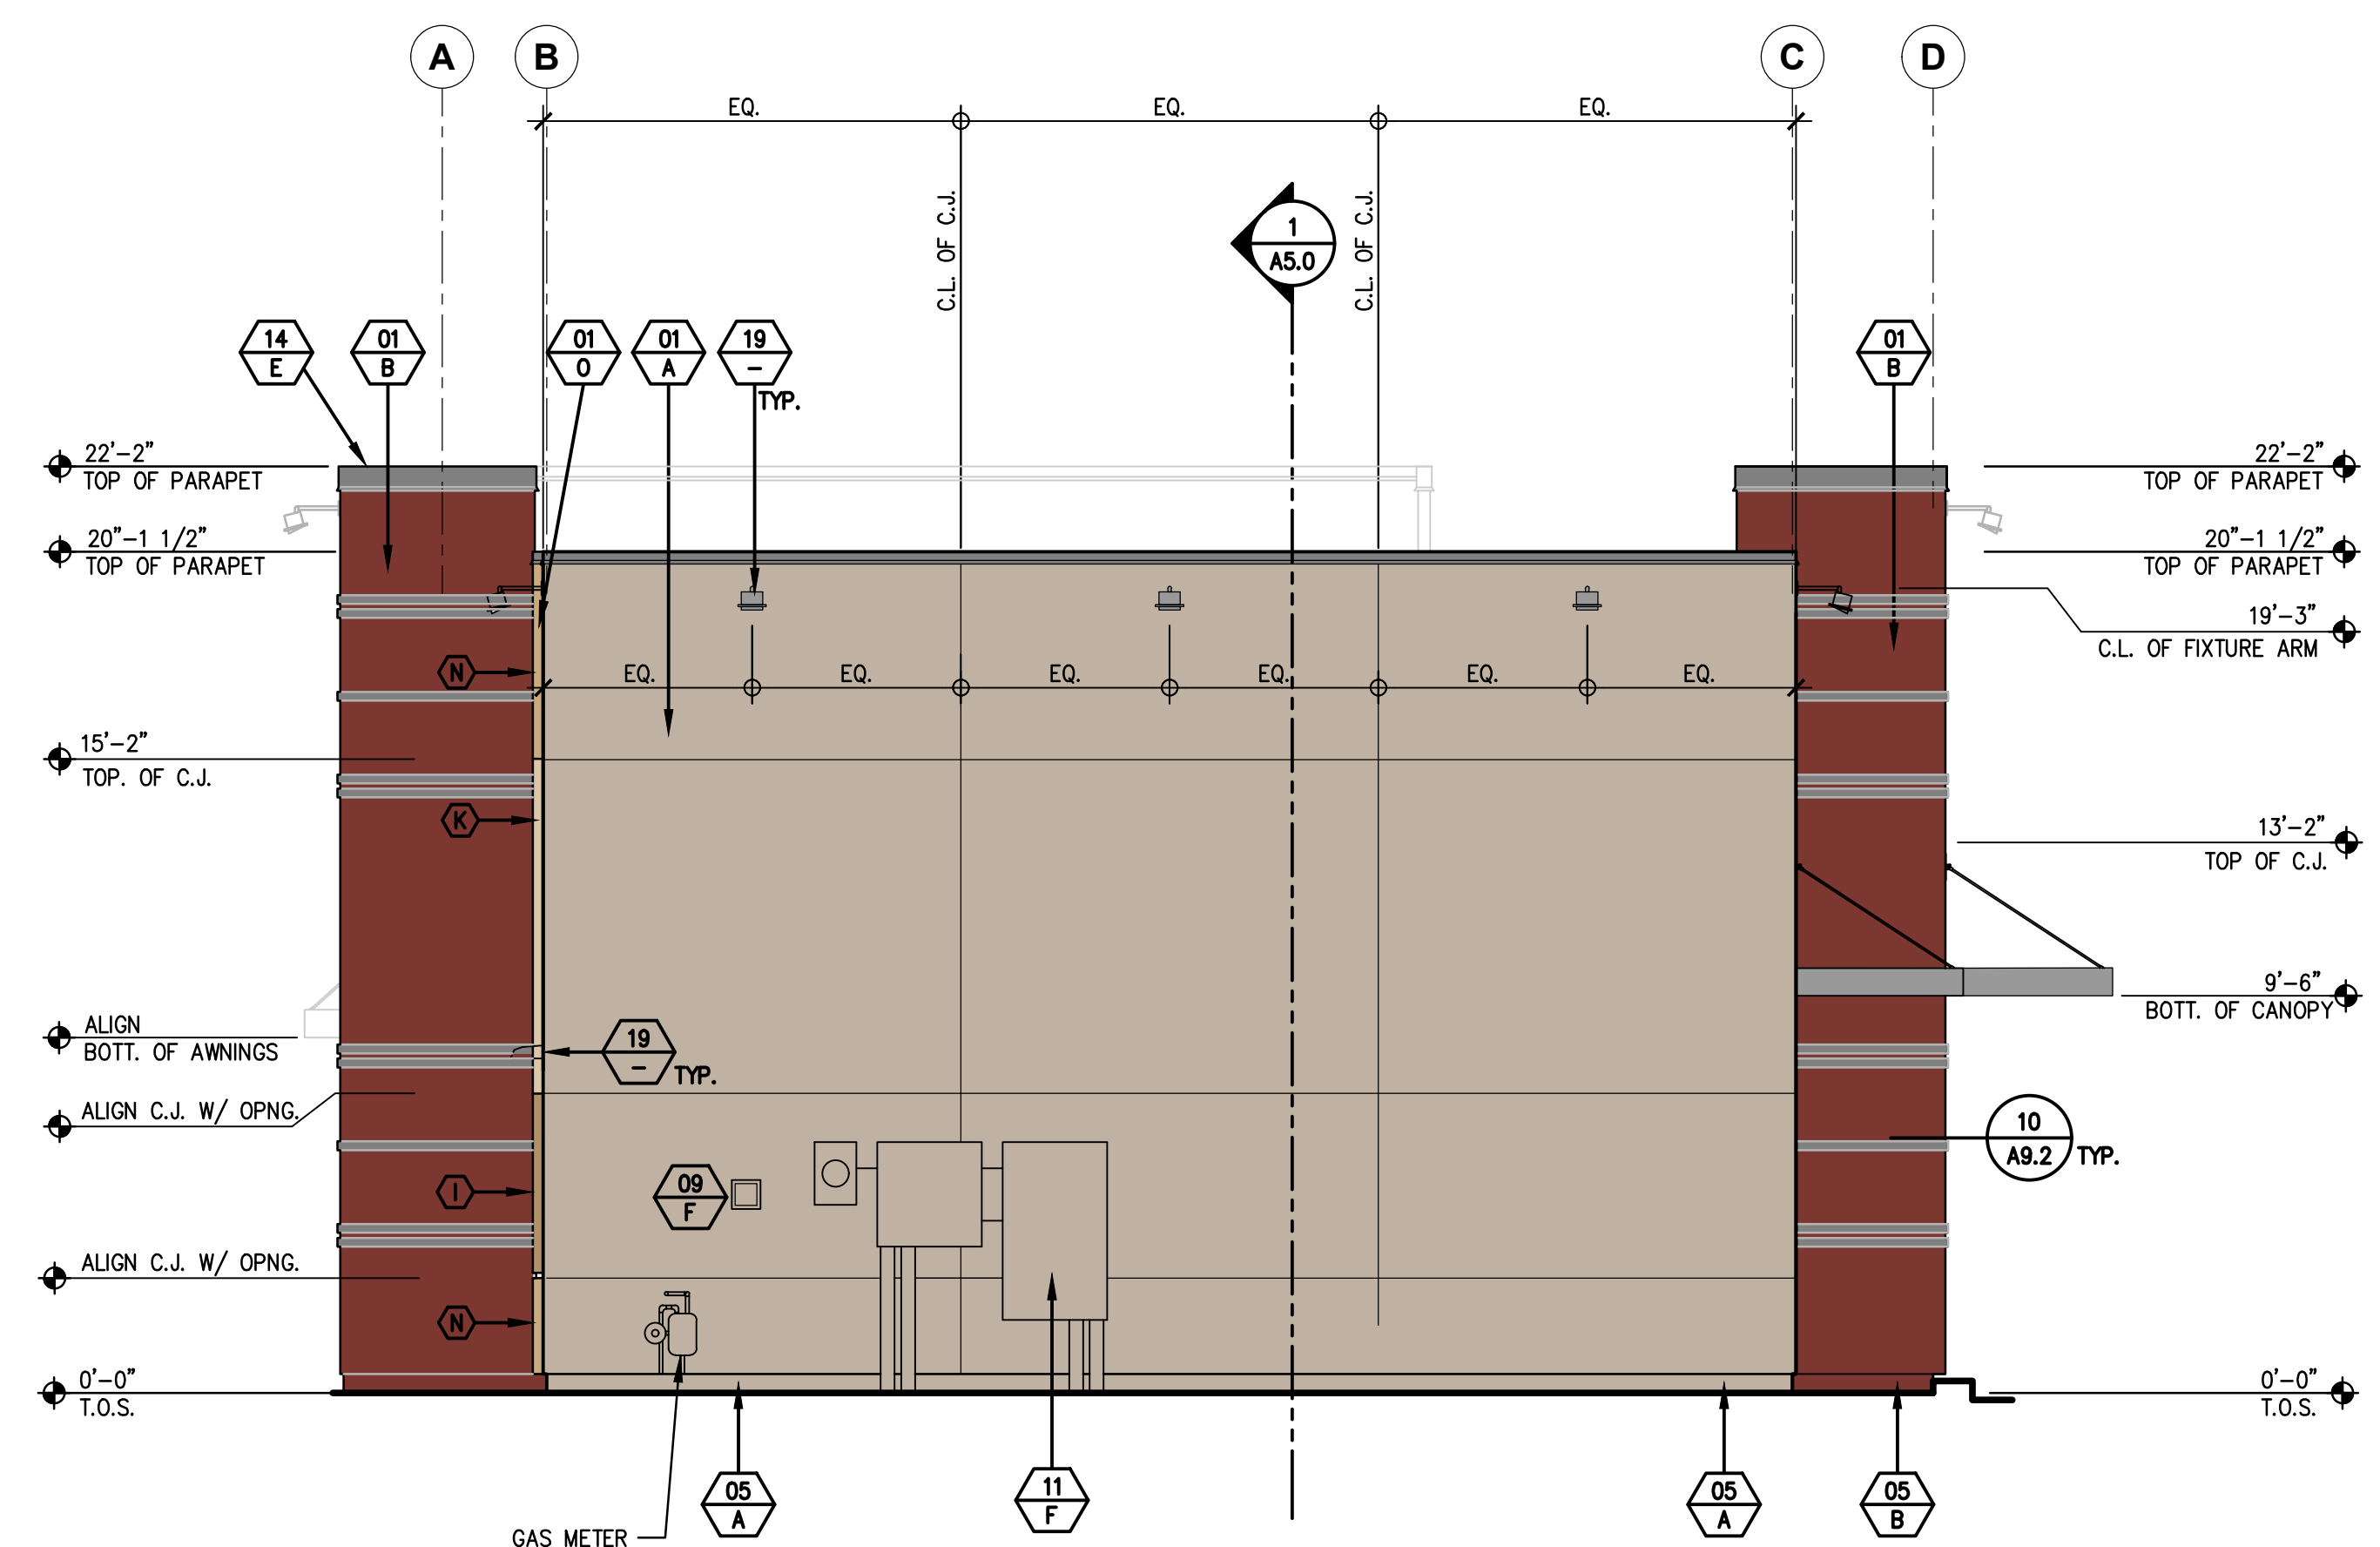 A B C D
EQ. EQ. EQ.
C.L. OF C.J.
C.L. OF C.J.
1
A5.0
14
E
01
B
01
O
01
A
19
–
TYP.
01
B
22'-2"
TOP OF PARAPET
22'-2"
TOP OF PARAPET
20"-1 1/2"
TOP OF PARAPET
20"-1 1/2"
TOP OF PARAPET
19'-3"
C.L. OF FIXTURE ARM
N
EQ. EQ. EQ. EQ. EQ. EQ.
15'-2"
TOP. OF C.J.
K
13'-2"
TOP OF C.J.
9'-6"
BOTT. OF CANOPY
ALIGN
BOTT. OF AWNINGS
19
–
TYP.
ALIGN C.J. W/ OPNG.
10
A9.2
TYP.
I
09
F
ALIGN C.J. W/ OPNG.
N
0'-0"
T.O.S.
0'-0"
T.O.S.
05
A
11
F
05
A
05
B
GAS METER